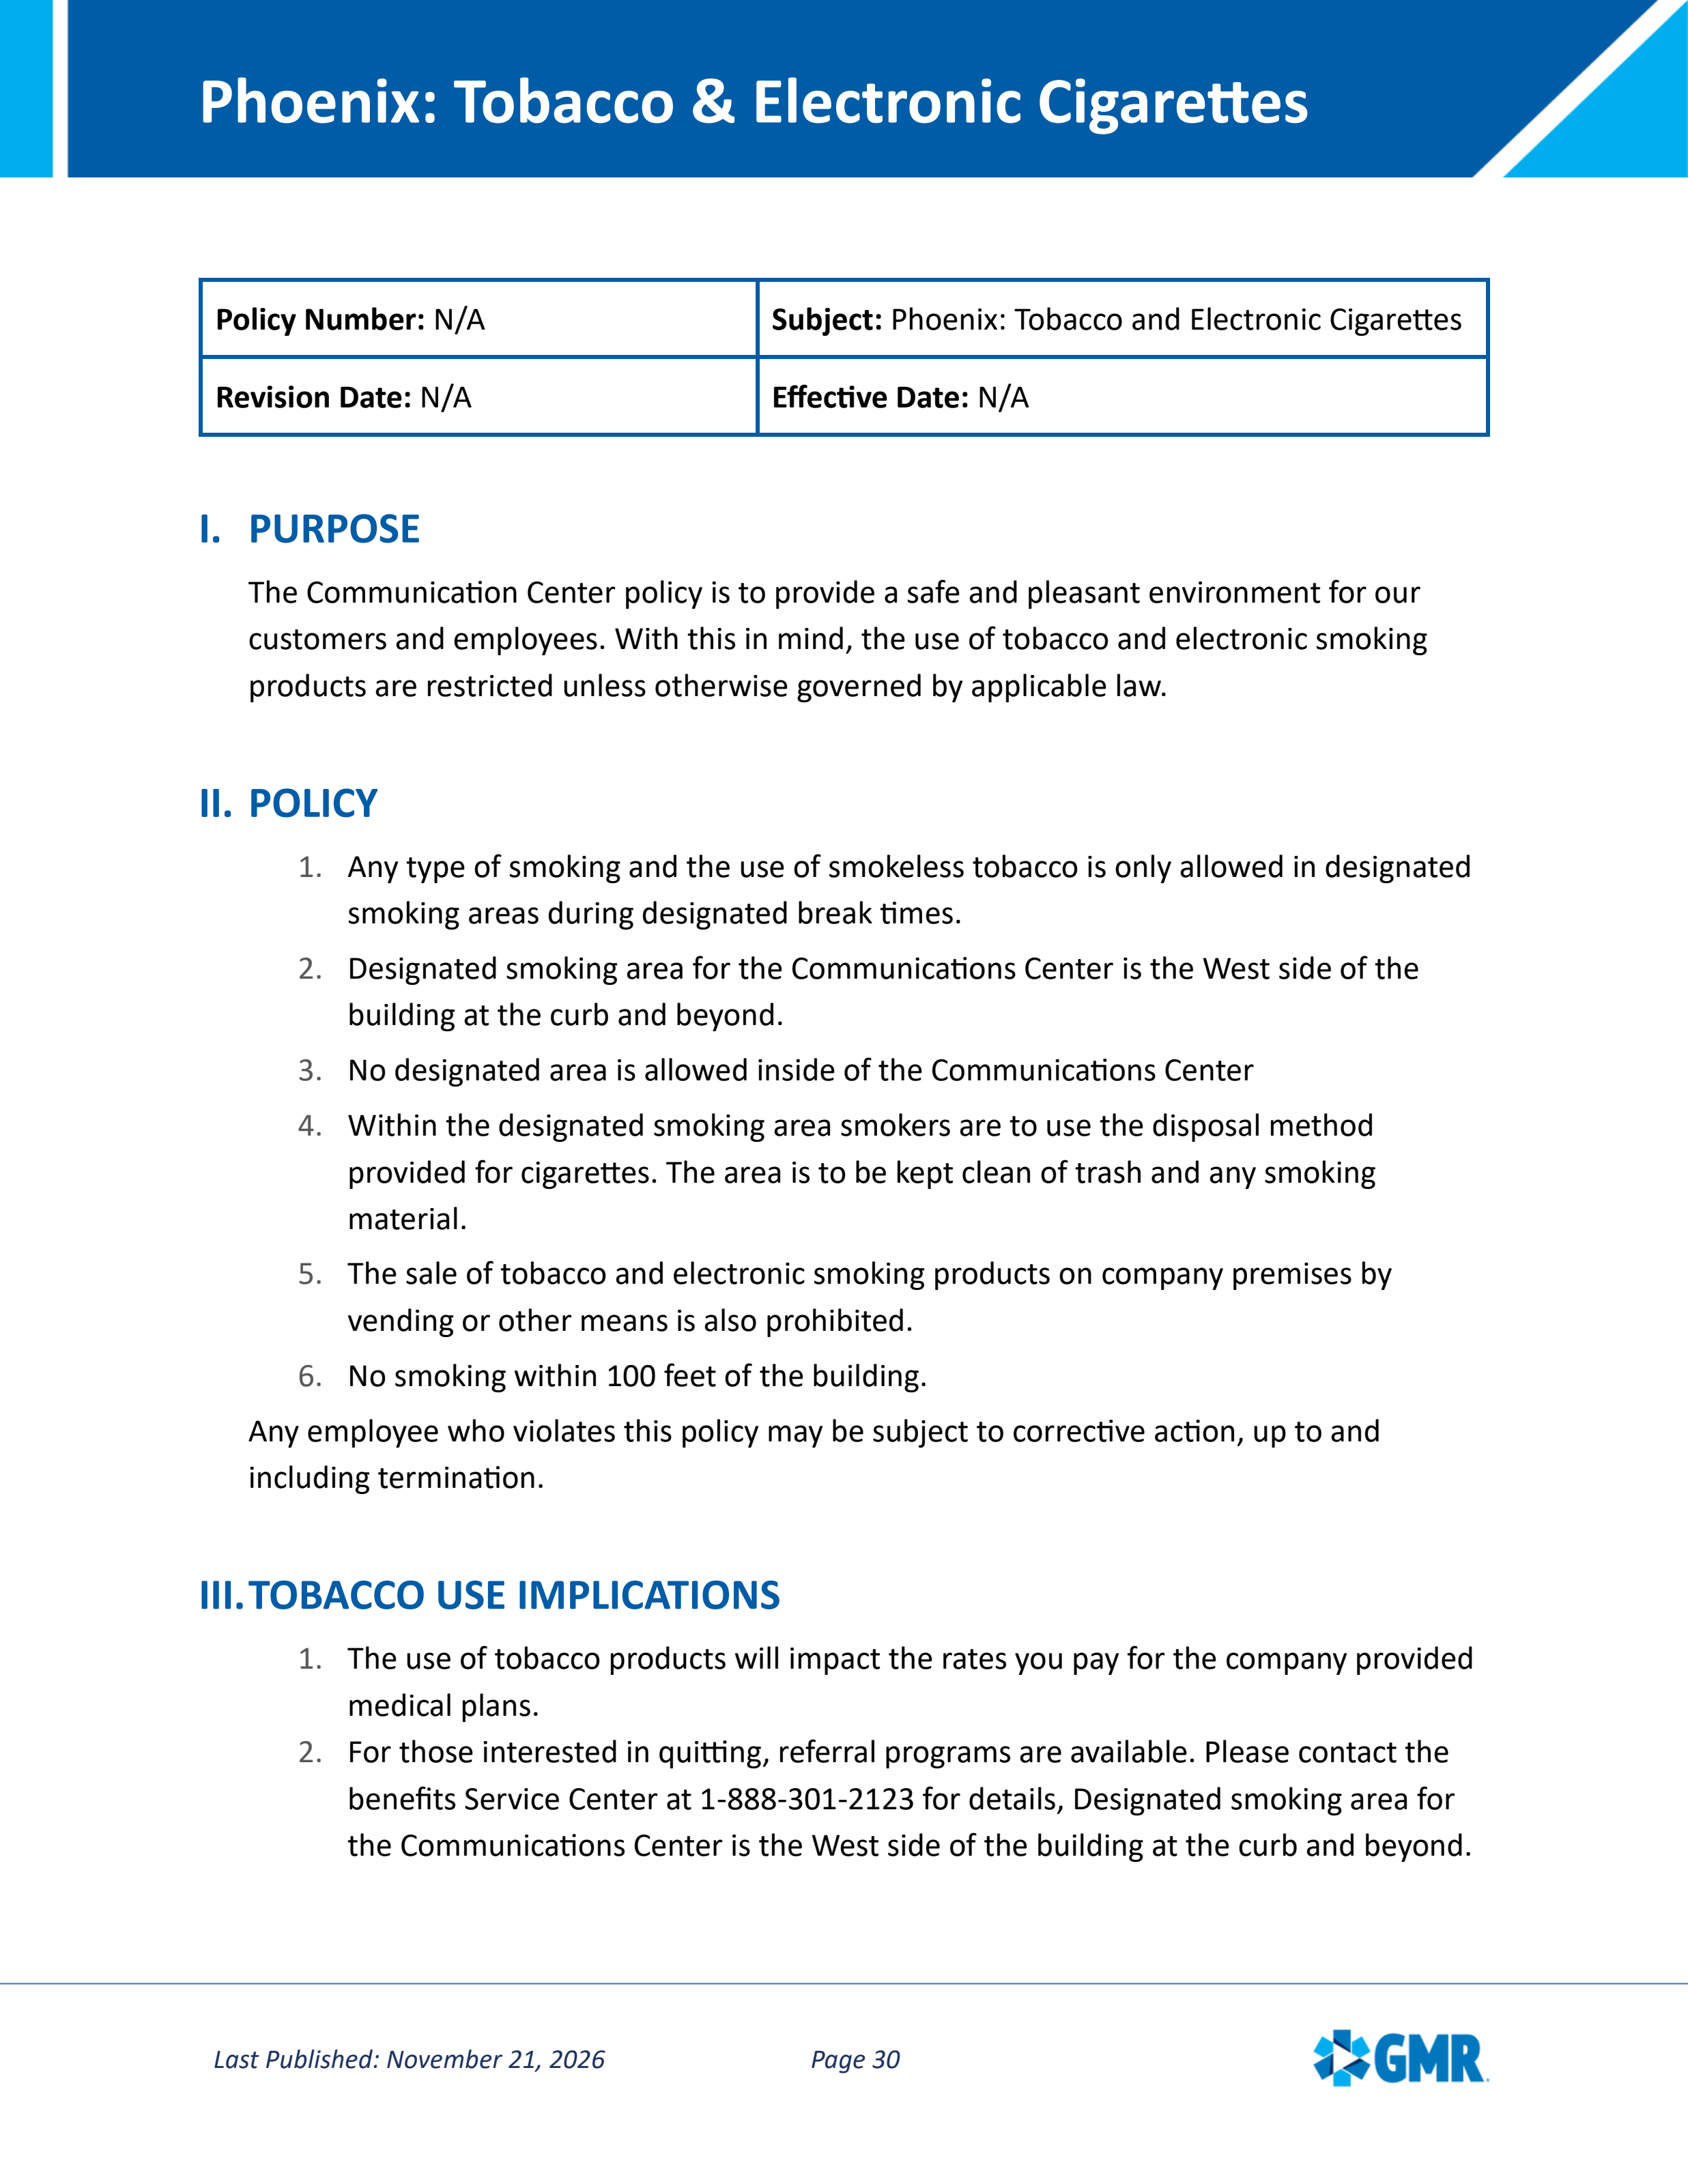 Phoenix: Tobacco & Electronic Cigarettes
Policy Number: N/A
Subject: Phoenix: Tobacco and Electronic Cigarettes
Revision Date: N/A
Effective Date: N/A
I. PURPOSE
The Communication Center policy is to provide a safe and pleasant environment for our
customers and employees. With this in mind, the use of tobacco and electronic smoking
products are restricted unless otherwise governed by applicable law.
II. POLICY
1. Any type of smoking and the use of smokeless tobacco is only allowed in designated
smoking areas during designated break times.
2. Designated smoking area for the Communications Center is the West side of the
building at the curb and beyond.
3. No designated area is allowed inside of the Communications Center
4. Within the designated smoking area smokers are to use the disposal method
provided for cigarettes. The area is to be kept clean of trash and any smoking
material.
5. The sale of tobacco and electronic smoking products on company premises by
vending or other means is also prohibited.
6. No smoking within 100 feet of the building.
Any employee who violates this policy may be subject to corrective action, up to and
including termination.
III. TOBACCO USE IMPLICATIONS
1. The use of tobacco products will impact the rates you pay for the company provided
medical plans.
2. For those interested in quitting, referral programs are available. Please contact the
benefits Service Center at 1-888-301-2123 for details, Designated smoking area for
the Communications Center is the West side of the building at the curb and beyond.
Last Published: November 21, 2026
Page 30
GMR